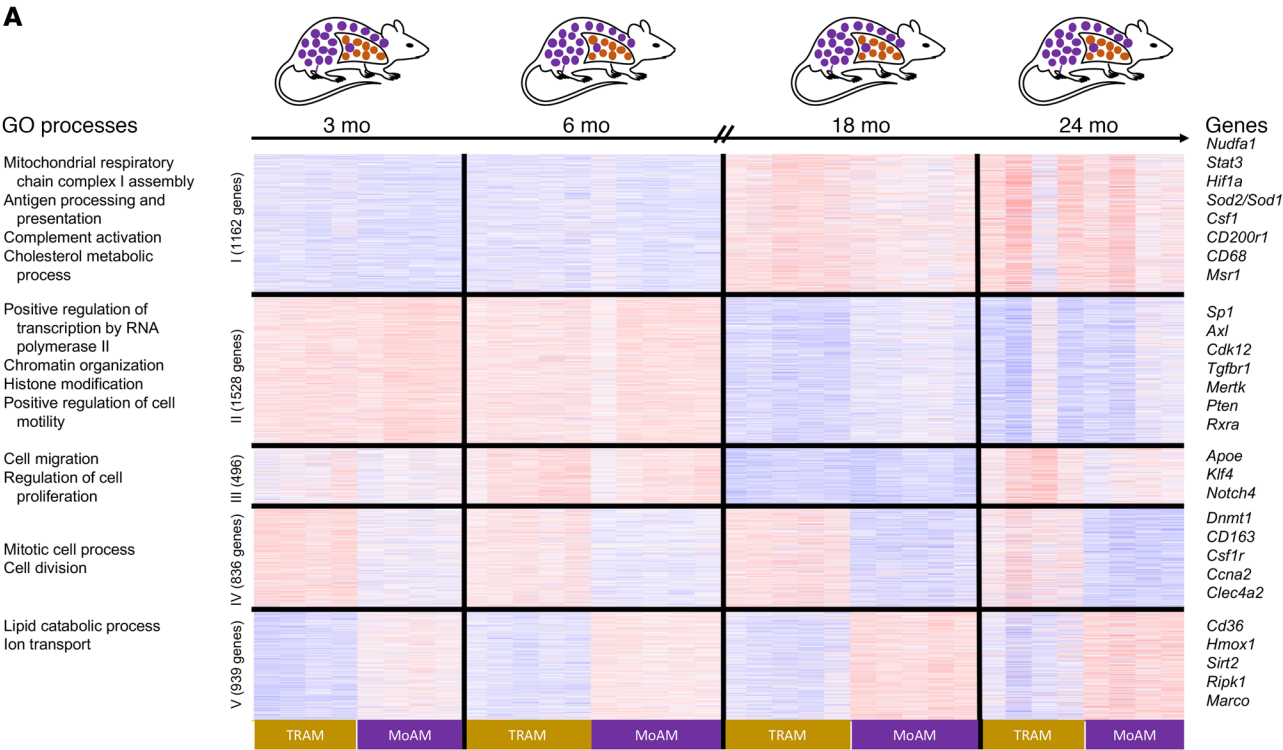 A
GO processes
3 mo
6 mo
18 mo
24 mo
Genes
Mitochondrial respiratory
chain complex I assembly
Antigen processing and
presentation
Complement activation
Cholesterol metabolic
process
I (1162 genes)
Nudfa1
Stat3
Hif1a
Sod2/Sod1
Csf1
CD200r1
CD68
Msr1
Positive regulation of
transcription by RNA
polymerase II
Chromatin organization
Histone modification
Positive regulation of cell
motility
II (1528 genes)
Sp1
Axl
Cdk12
Tgfbr1
Mertk
Pten
Rxra
Cell migration
Regulation of cell
proliferation
III (496)
Apoe
Klf4
Notch4
Mitotic cell process
Cell division
IV (836 genes)
Dnmt1
CD163
Csf1r
Ccna2
Clec4a2
Lipid catabolic process
Ion transport
V (939 genes)
Cd36
Hmox1
Sirt2
Ripk1
Marco
TRAM
MoAM
TRAM
MoAM
TRAM
MoAM
TRAM
MoAM